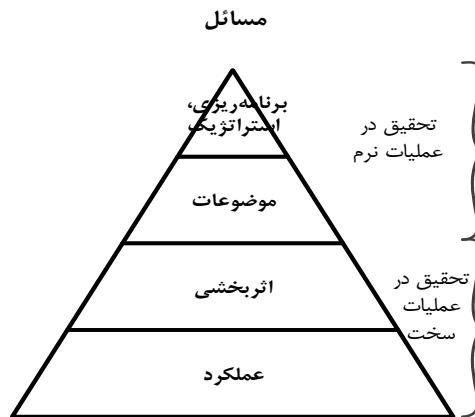 مسائل
برنامه‌ریزی،
استراتژیک
تحقیق در
عملیات نرم
موضوعات
اثربخشی
تحقیق در
عملیات
سخت
عملکرد